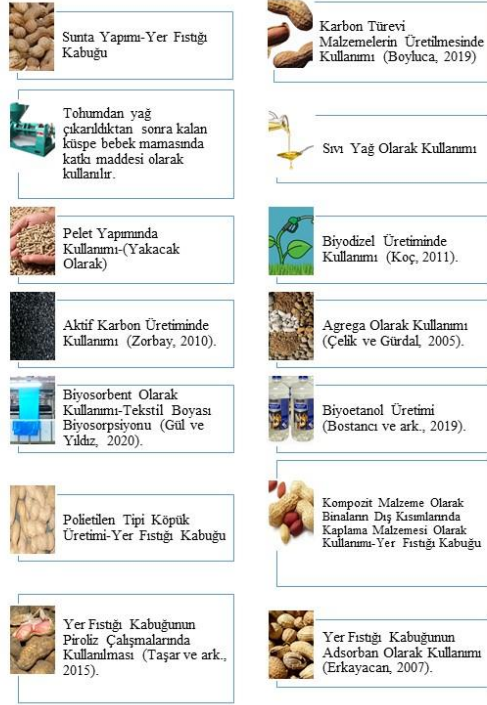 Sunta Yapımı-Yer Fıstığı
Kabuğu
Karbon Türevi
Malzemelerin Üretilmesinde
Kullanımı (Boyluca, 2019)
Tohumdan yağ
çıkarıldıktan sonra kalan
küspe bebek mamasında
katkı maddesi olarak
kullanılır.
Sıvı Yağ Olarak Kullanımı
Pelet Yapımında
Kullanımı-(Yakacak
Olarak)
Biyodizel Üretiminde
Kullanımı (Koç, 2011).
Aktif Karbon Üretiminde
Kullanımı (Zorbay, 2010).
Agrega Olarak Kullanımı
(Çelik ve Gürdal, 2005).
Biyosorbent Olarak
Kullanımı-Tekstil Boyası
Biyosorpsiyonu (Gül ve
Yıldız, 2020).
Biyoetanol Üretimi
(Bostancı ve ark., 2019).
Polietilen Tipi Köpük
Üretimi-Yer Fıstığı Kabuğu
Kompozit Malzeme Olarak
Binaların Dış Kısımlarında
Kaplama Malzemesi Olarak
Kullanımı-Yer Fıstığı Kabuğu
Yer Fıstığı Kabuğunun
Piroliz Çalışmalarında
Kullanılması (Taşar ve ark.,
2015).
Yer Fıstığı Kabuğunun
Adsorban Olarak Kullanımı
(Erkayacan, 2007).